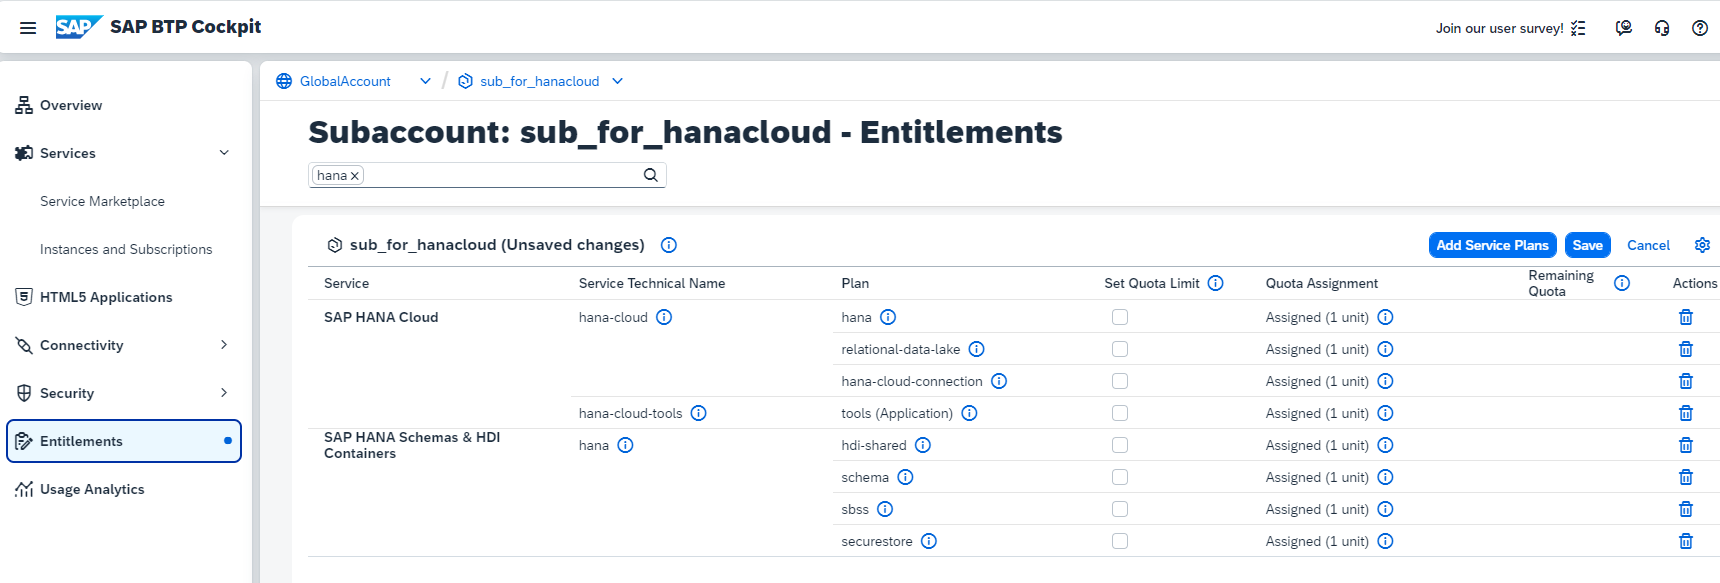 SAP SAP BTP Cockpit
Join our user survey!
Overview
Services
Service Marketplace
Instances and Subscriptions
HTML5 Applications
Connectivity
Security
Entitlements
Usage Analytics
GlobalAccount / sub_for_hanacloud
Subaccount: sub_for_hanacloud - Entitlements
hana
sub_for_hanacloud (Unsaved changes)
Add Service Plans Save Cancel
Service Service Technical Name Plan Set Quota Limit Quota Assignment Remaining Quota Actions
SAP HANA Cloud hana-cloud hana Assigned (1 unit)
relational-data-lake Assigned (1 unit)
hana-cloud-connection Assigned (1 unit)
hana-cloud-tools tools (Application) Assigned (1 unit)
SAP HANA Schemas & HDI Containers hana hdi-shared Assigned (1 unit)
schema Assigned (1 unit)
sbss Assigned (1 unit)
securestore Assigned (1 unit)